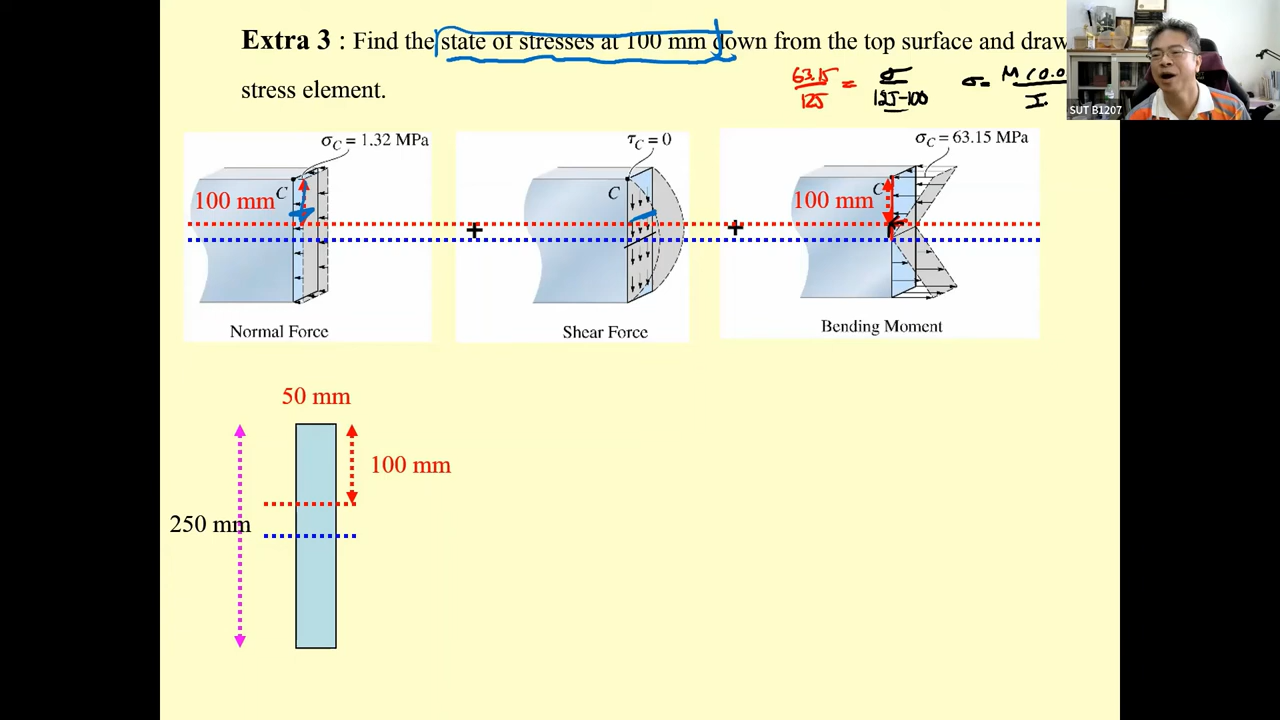 Extra 3 : Find the state of stresses at 100 mm down from the top surface and draw
stress element.
63.15 / 125 = σ / 125-100
σ = M(0.0 / I
SUT B1207
σC = 1.32 MPa
C
100 mm
Normal Force
+
τC = 0
C
Shear Force
+
σC = 63.15 MPa
C
100 mm
Bending Moment
50 mm
100 mm
250 mm